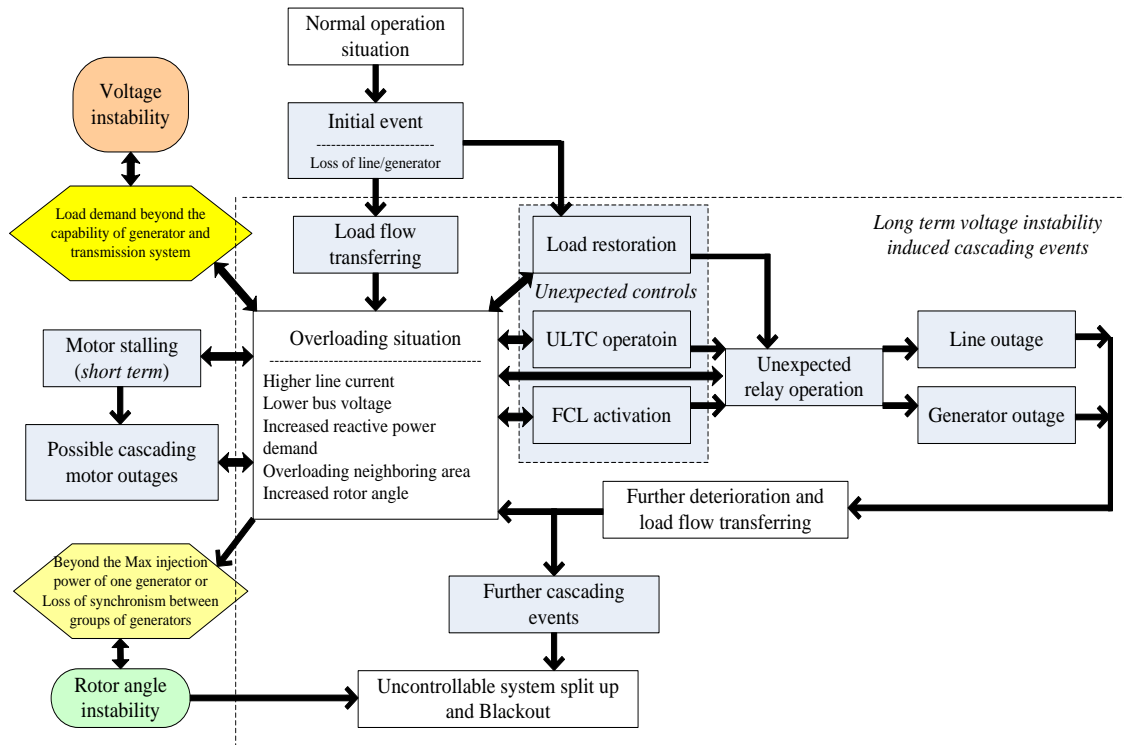 Normal operation
situation
Voltage
instability
Initial event
Loss of line/generator
Load demand beyond the
capability of generator and
transmission system
Load flow
transferring
Load restoration
Long term voltage instability
induced cascading events
Unexpected controls
Overloading situation
Higher line current
Lower bus voltage
Increased reactive power
demand
Overloading neighboring area
Increased rotor angle
ULTC operatoin
FCL activation
Unexpected
relay operation
Line outage
Generator outage
Motor stalling
(short term)
Possible cascading
motor outages
Further deterioration and
load flow transferring
Beyond the Max injection
power of one generator or
Loss of synchronism between
groups of generators
Further cascading
events
Rotor angle
instability
Uncontrollable system split up
and Blackout